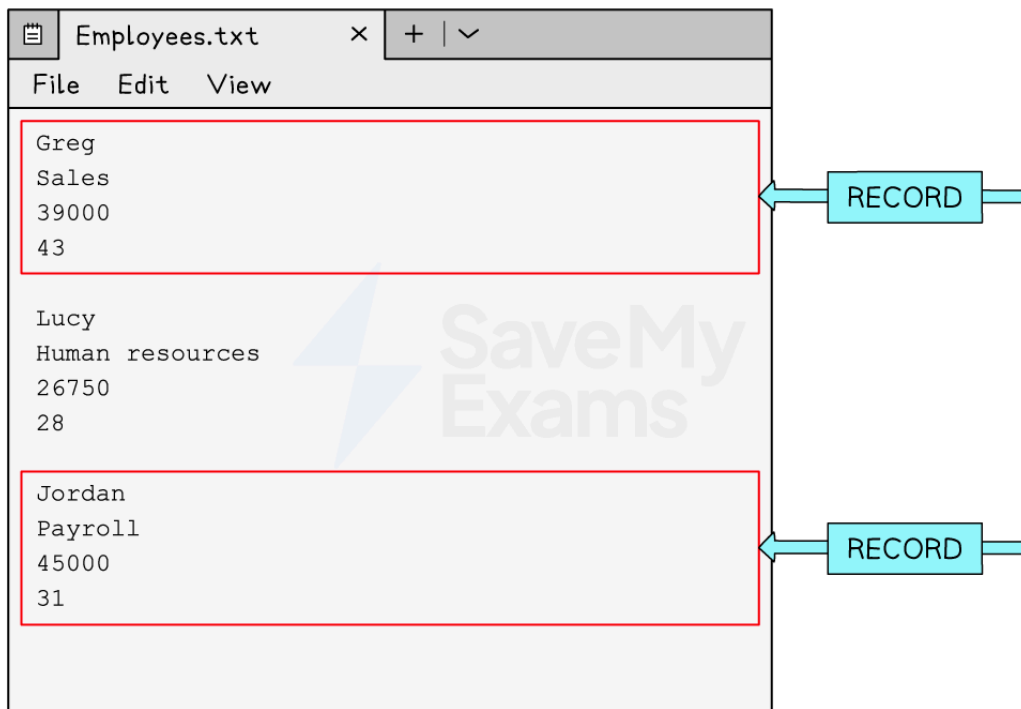 Employees.txt
File Edit View
Greg
Sales
39000
43
RECORD
Lucy
Human resources
26750
28
SaveMy
Exams
Jordan
Payroll
45000
31
RECORD